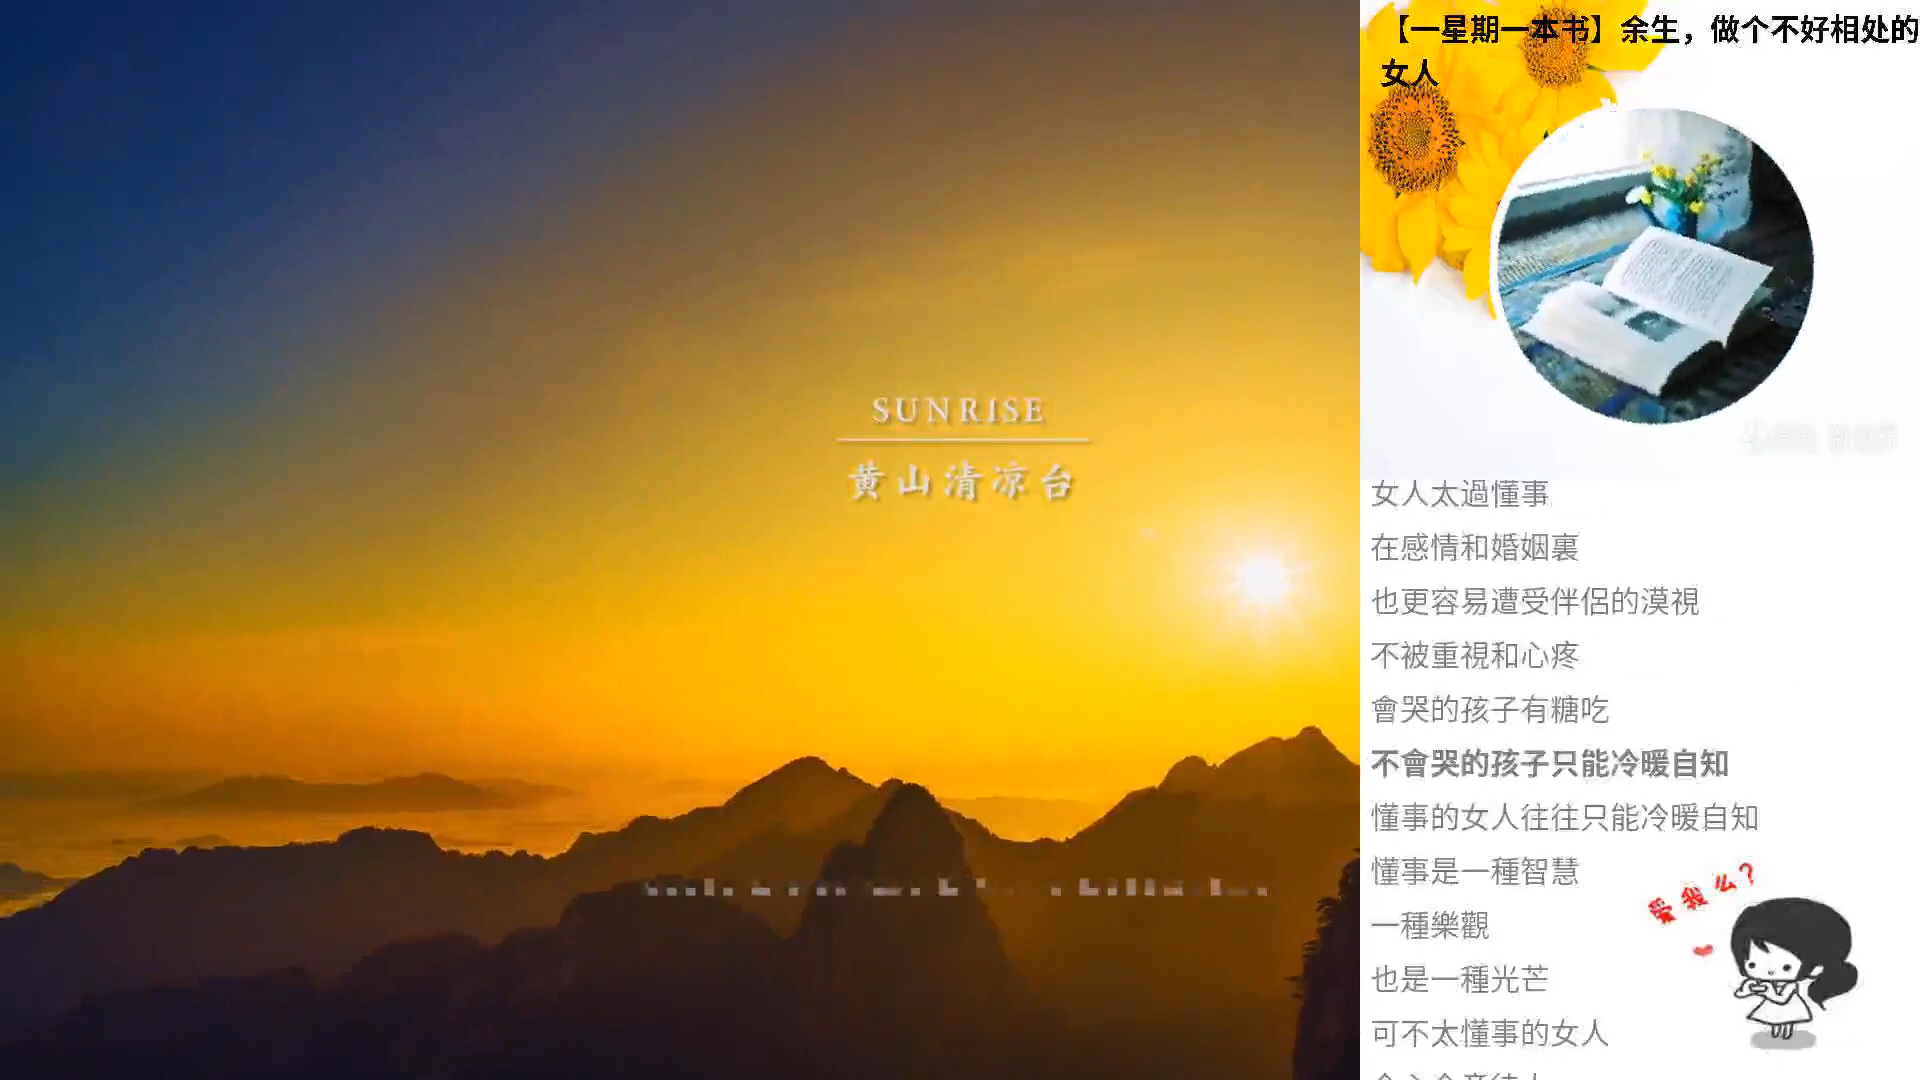 SUNRISE
黄山清凉台
【一星期一本书】余生，做个不好相处的
女人
女人太過懂事
在感情和婚姻裏
也更容易遭受伴侶的漠視
不被重視和心疼
會哭的孩子有糖吃
不會哭的孩子只能冷暖自知
懂事的女人往往只能冷暖自知
懂事是一種智慧
一種樂觀
也是一種光芒
可不太懂事的女人
爱我么?